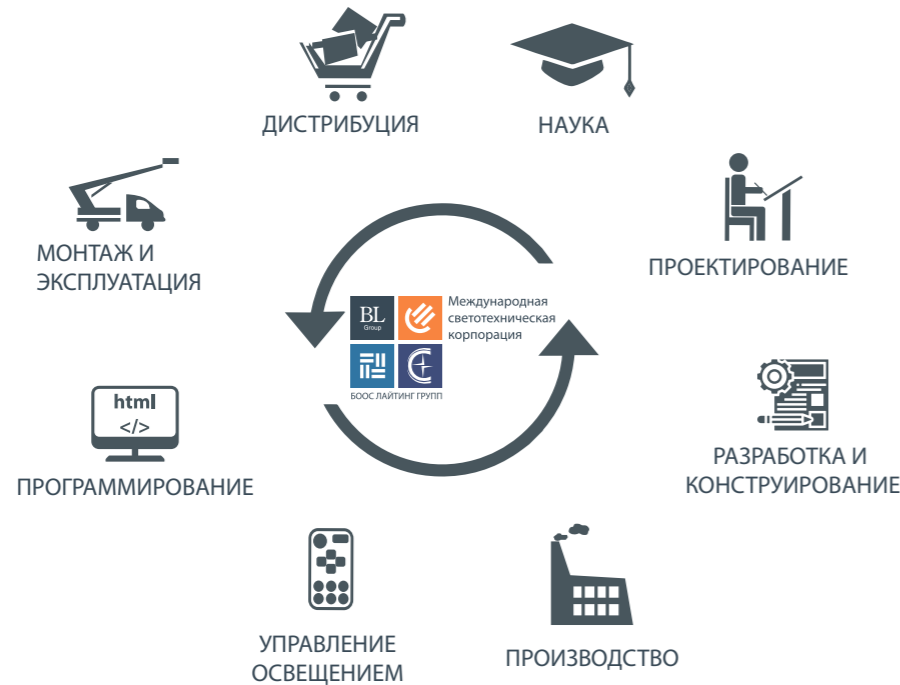 ДИСТРИБУЦИЯ
НАУКА
МОНТАЖ И
ЭКСПЛУАТАЦИЯ
ПРОЕКТИРОВАНИЕ
BL
Group
Международная
светотехническая
корпорация
БООС ЛАЙТИНГ ГРУПП
html
</>
ПРОГРАММИРОВАНИЕ
РАЗРАБОТКА И
КОНСТРУИРОВАНИЕ
УПРАВЛЕНИЕ
ОСВЕЩЕНИЕМ
ПРОИЗВОДСТВО